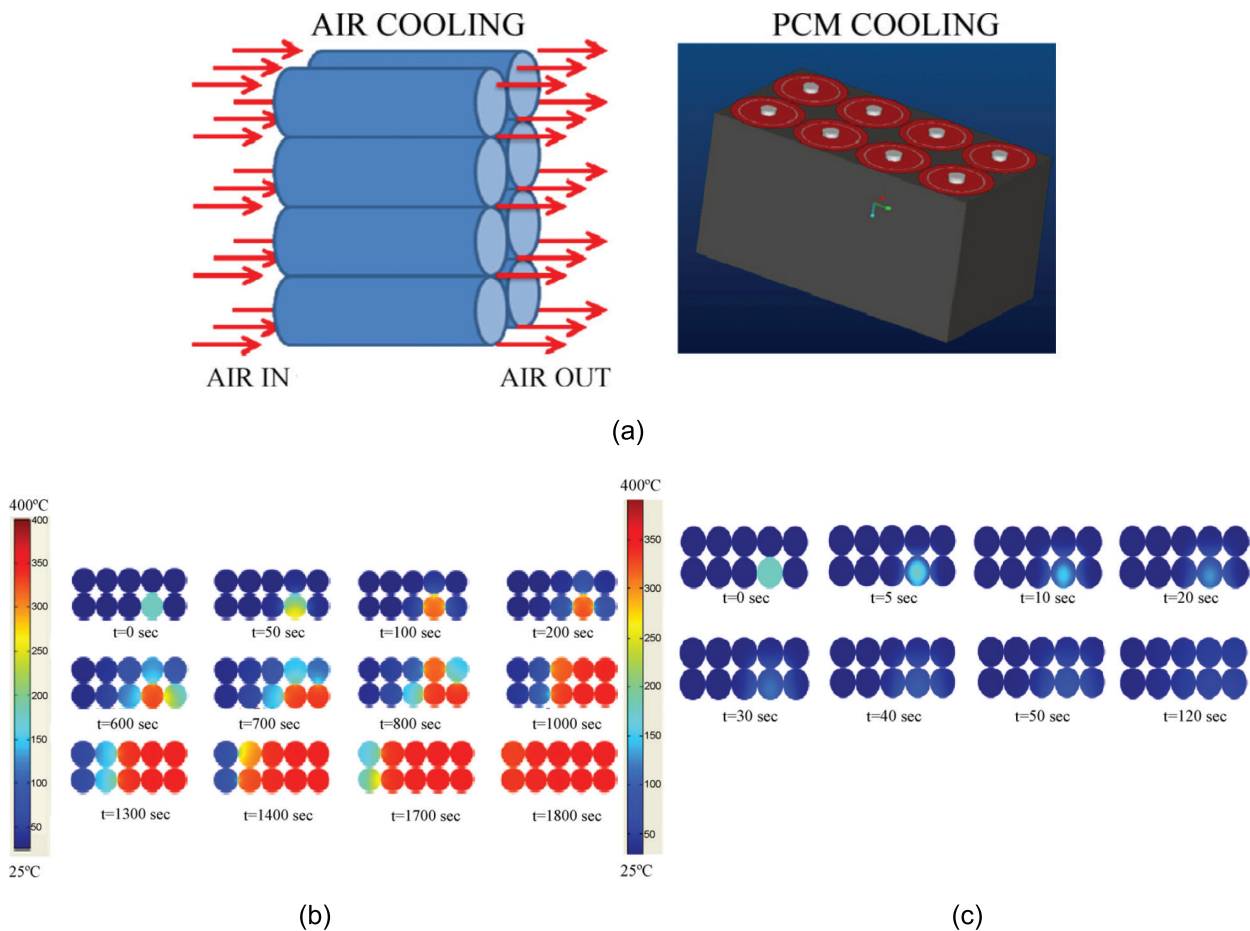 AIR COOLING
PCM COOLING
AIR IN
AIR OUT
(a)
400ºC
400
350
300
250
200
150
100
50
25ºC
t=0 sec
t=50 sec
t=100 sec
t=200 sec
t=600 sec
t=700 sec
t=800 sec
t=1000 sec
t=1300 sec
t=1400 sec
t=1700 sec
t=1800 sec
(b)
400ºC
350
300
250
200
150
100
50
25ºC
t=0 sec
t=5 sec
t=10 sec
t=20 sec
t=30 sec
t=40 sec
t=50 sec
t=120 sec
(c)